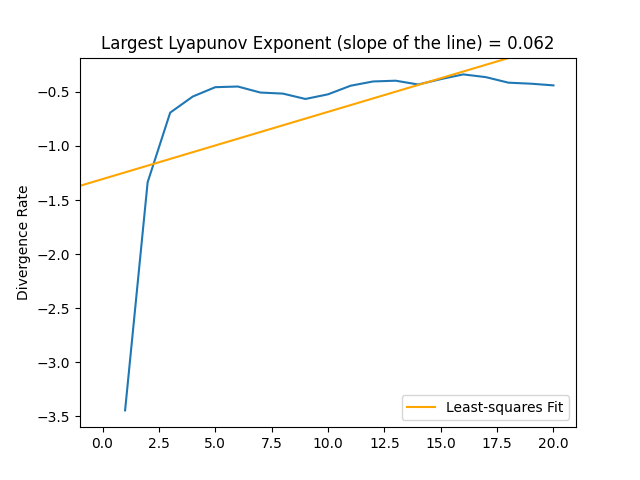 Largest Lyapunov Exponent (slope of the line) = 0.062
Divergence Rate
−0.5
−1.0
−1.5
−2.0
−2.5
−3.0
−3.5
Least-squares Fit
0.0 2.5 5.0 7.5 10.0 12.5 15.0 17.5 20.0